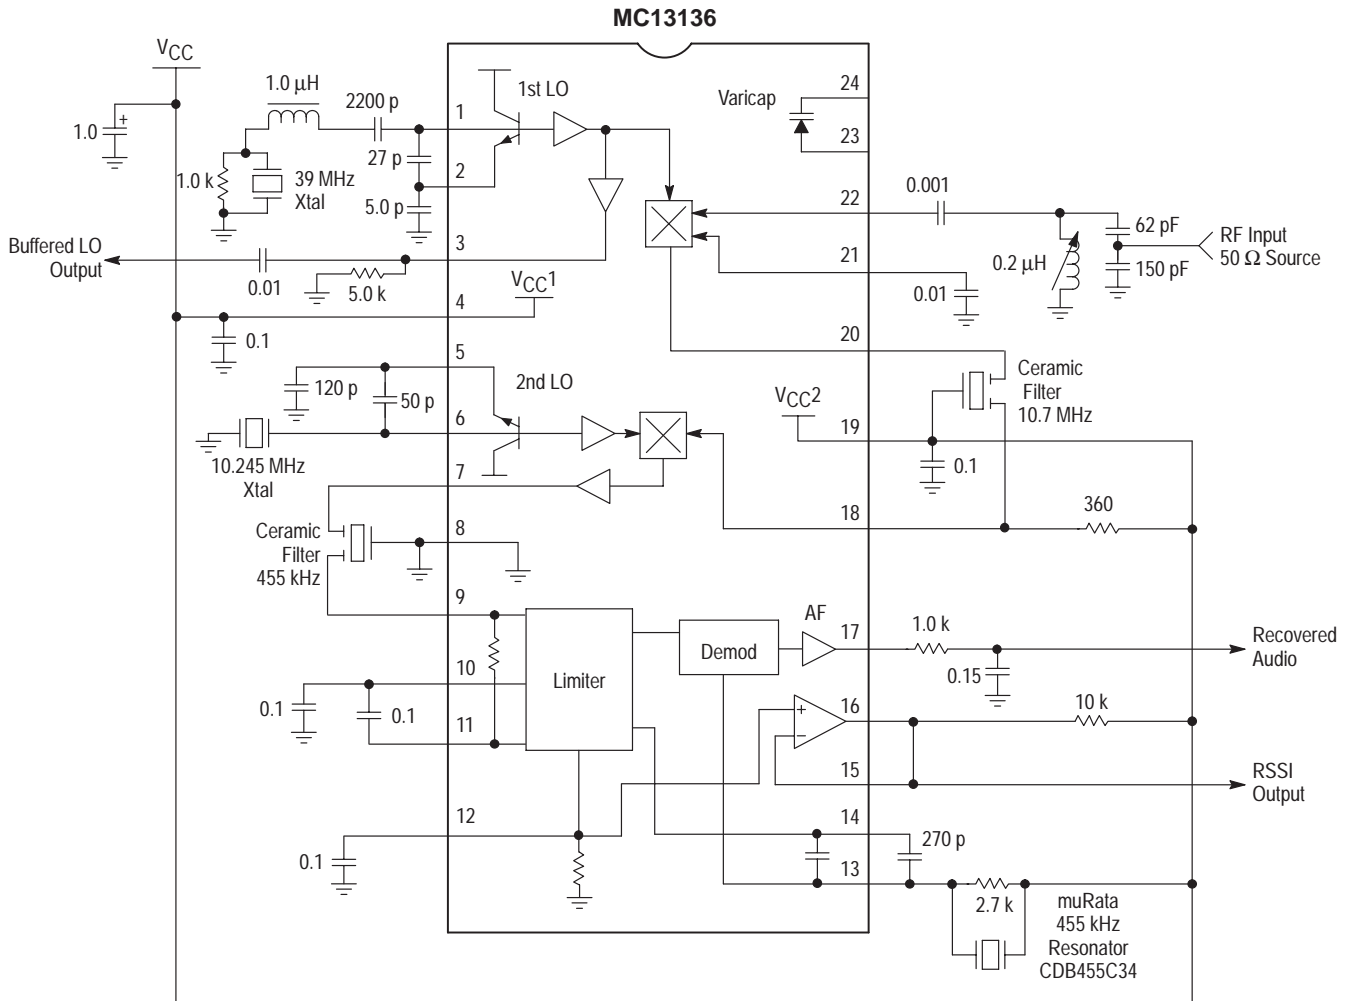 MC13136
VCC
1.0 +
1.0 µH
2200 p
1.0 k
39 MHz
Xtal
27 p
5.0 p
1
2
1st LO
Varicap
24
23
22
0.001
62 pF
150 pF
RF Input
50 Ω Source
0.2 µH
21
0.01
Buffered LO
Output
0.01
5.0 k
3
VCC1
4
0.1
20
Ceramic
Filter
10.7 MHz
5
120 p
50 p
2nd LO
6
10.245 MHz
Xtal
VCC2
19
0.1
7
Ceramic
Filter
455 kHz
8
18
360
9
10
11
0.1
0.1
Limiter
Demod
AF
17
1.0 k
0.15
Recovered
Audio
+
−
16
10 k
15
RSSI
Output
12
0.1
14
270 p
13
2.7 k
muRata
455 kHz
Resonator
CDB455C34